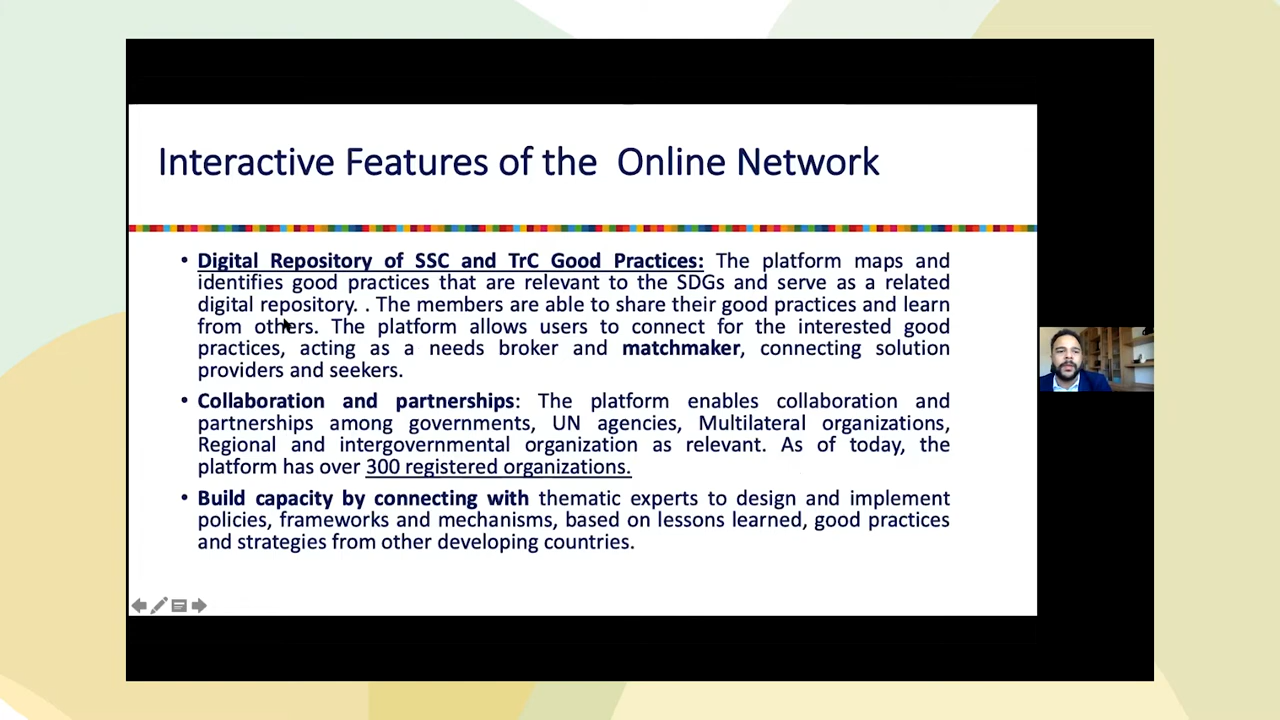 Interactive Features of the Online Network
• Digital Repository of SSC and TrC Good Practices: The platform maps and
identifies good practices that are relevant to the SDGs and serve as a related
digital repository. . The members are able to share their good practices and learn
from others. The platform allows users to connect for the interested good
practices, acting as a needs broker and matchmaker, connecting solution
providers and seekers.
• Collaboration and partnerships: The platform enables collaboration and
partnerships among governments, UN agencies, Multilateral organizations,
Regional and intergovernmental organization as relevant. As of today, the
platform has over 300 registered organizations.
• Build capacity by connecting with thematic experts to design and implement
policies, frameworks and mechanisms, based on lessons learned, good practices
and strategies from other developing countries.